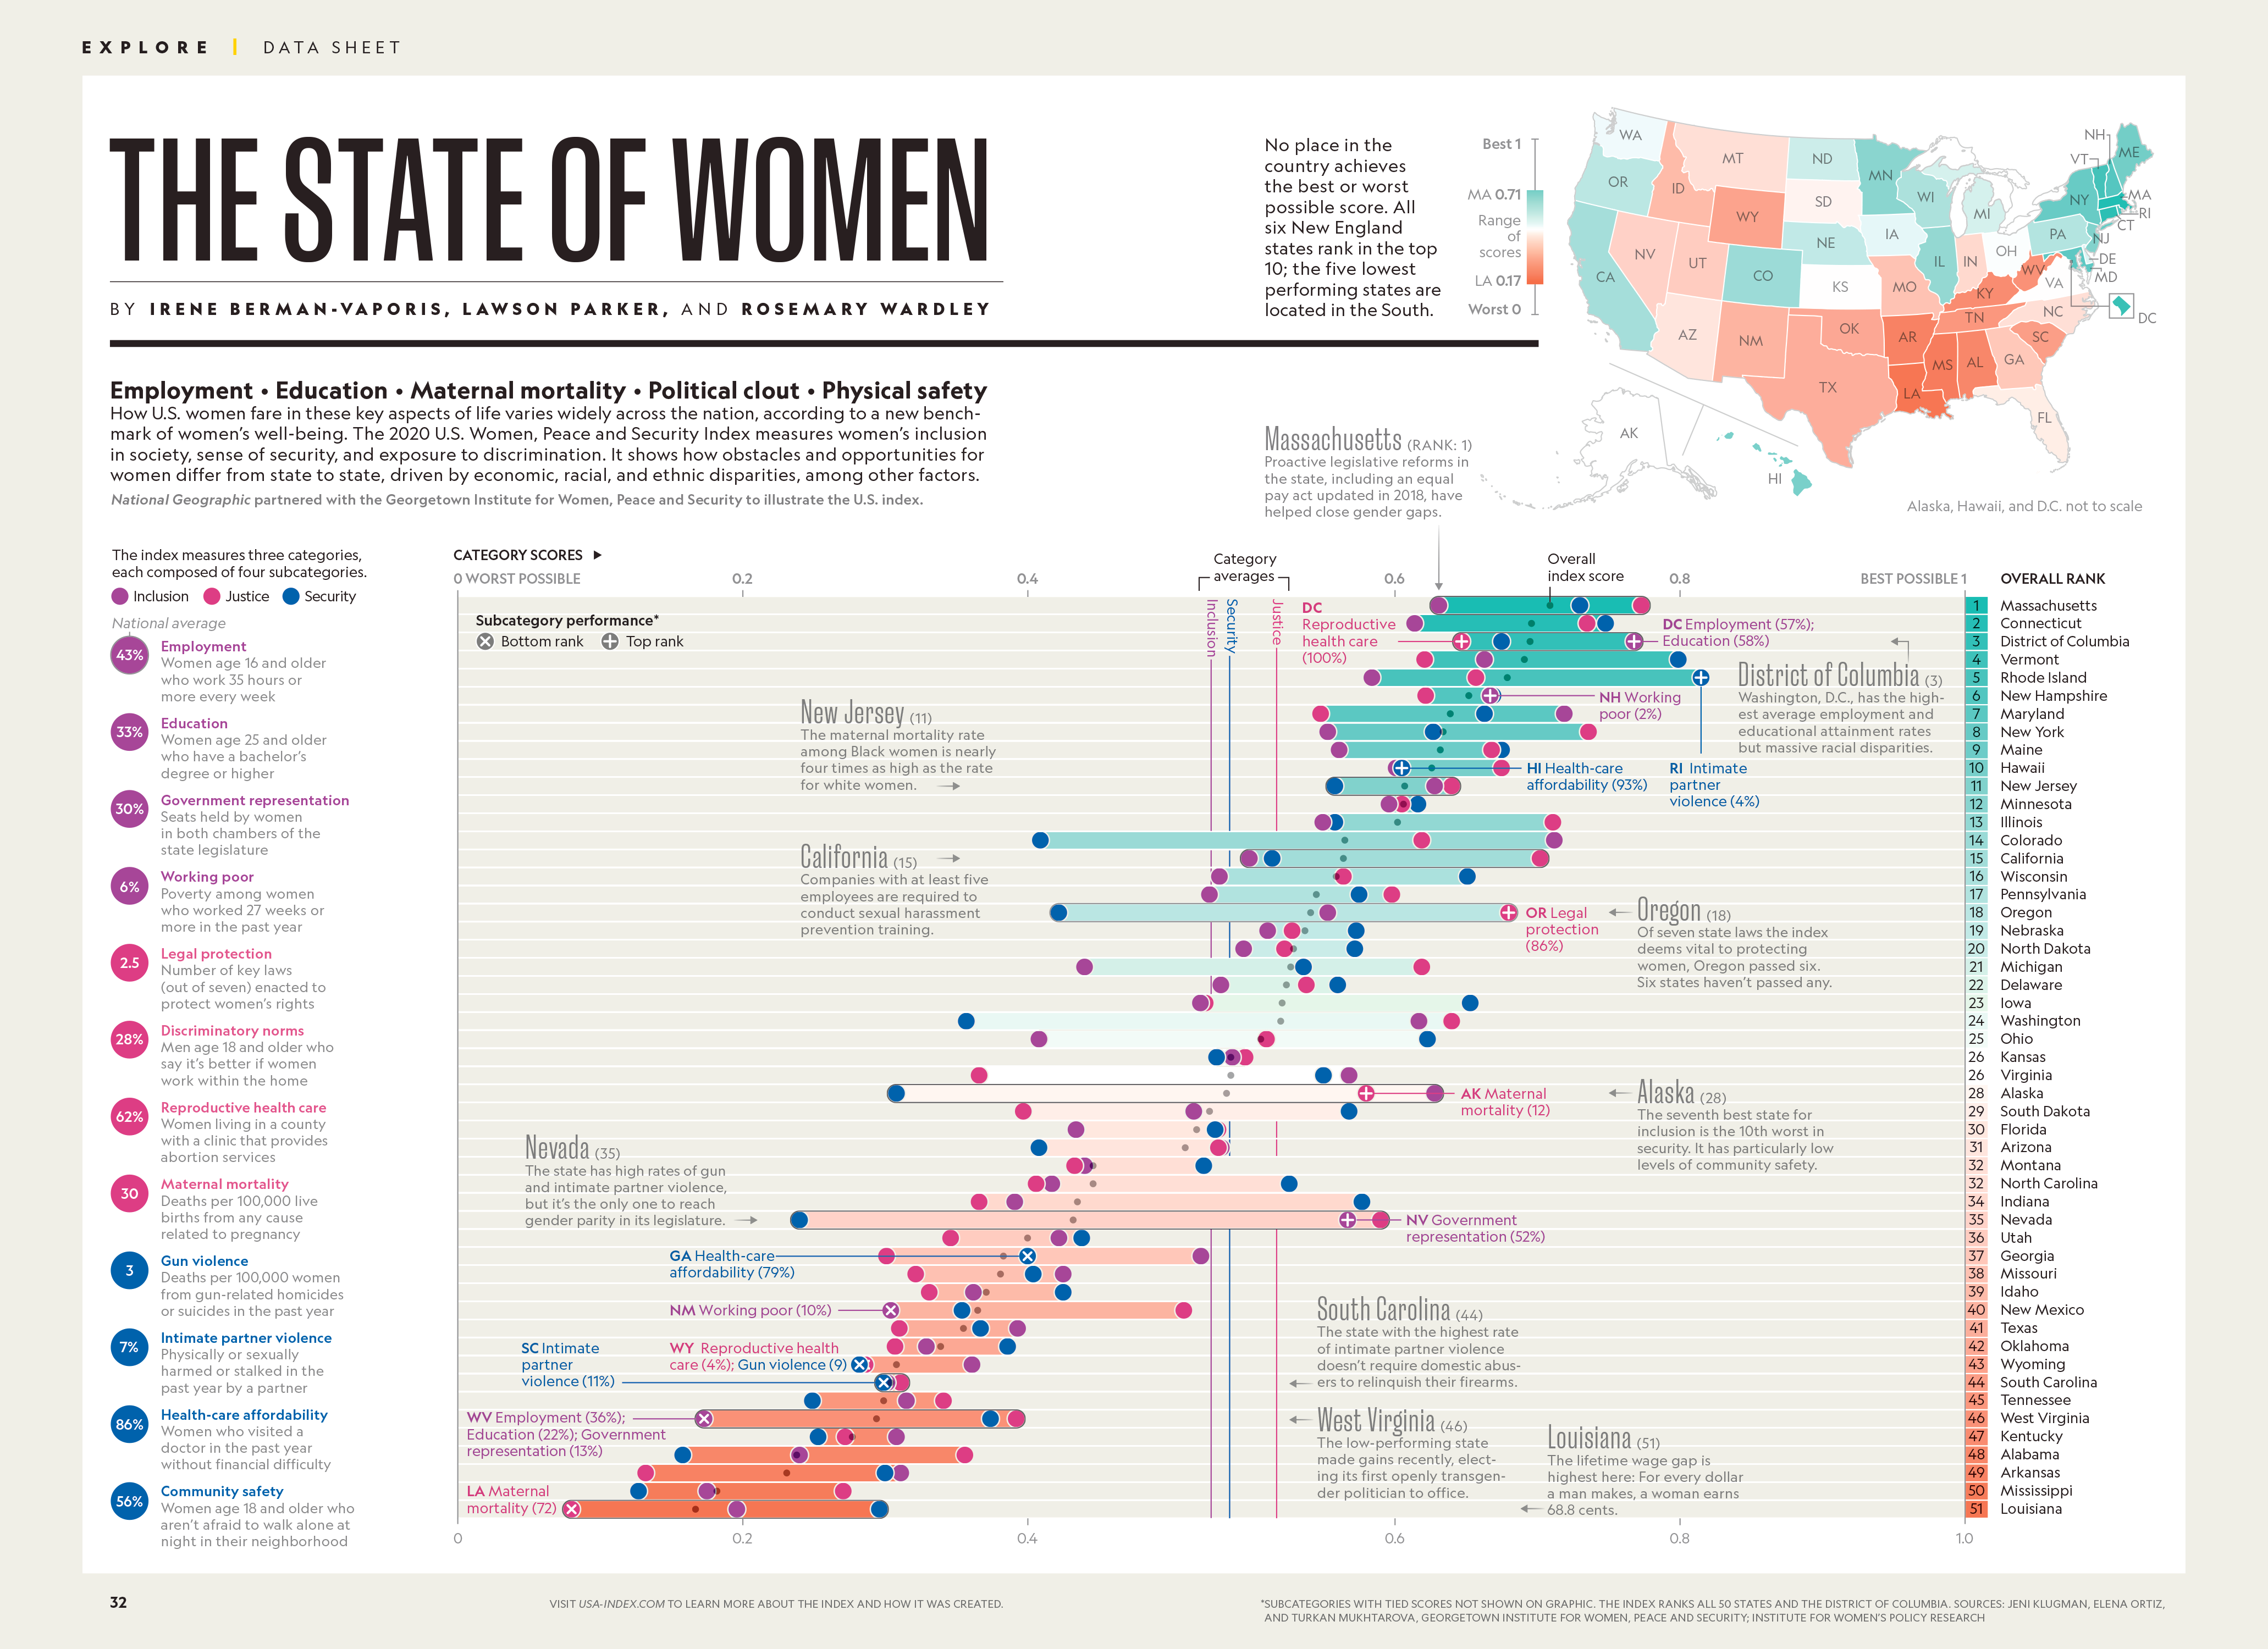 EXPLORE | DATA SHEET
THE STATE OF WOMEN
BY IRENE BERMAN-VAPORIS, LAWSON PARKER, AND ROSEMARY WARDLEY
Employment • Education • Maternal mortality • Political clout • Physical safety
How U.S. women fare in these key aspects of life varies widely across the nation, according to a new bench-
mark of women's well-being. The 2020 U.S. Women, Peace and Security Index measures women's inclusion
in society, sense of security, and exposure to discrimination. It shows how obstacles and opportunities for
women differ from state to state, driven by economic, racial, and ethnic disparities, among other factors.
National Geographic partnered with the Georgetown Institute for Women, Peace and Security to illustrate the U.S. index.
No place in the
country achieves
the best or worst
possible score. All
six New England
states rank in the top
10; the five lowest
performing states are
located in the South.
Best 1
MA 0.71
Range
of
scores
LA 0.17
Worst 0
WA
OR
CA
ID
NV
MT
WY
UT
AZ
CO
NM
ND
SD
NE
KS
OK
TX
MN
IA
MO
AR
LA
WI
IL
MI
IN
OH
KY
TN
MS
AL
GA
FL
SC
NC
VA
WV
PA
NY
VT
NH
ME
MA
RI
CT
NJ
DE
MD
DC
AK
HI
Alaska, Hawaii, and D.C. not to scale
Massachusetts (RANK: 1)
Proactive legislative reforms in
the state, including an equal
pay act updated in 2018, have
helped close gender gaps.
The index measures three categories,
each composed of four subcategories.
Inclusion Justice Security
National average
43% Employment
Women age 16 and older
who work 35 hours or
more every week
33% Education
Women age 25 and older
who have a bachelor's
degree or higher
30% Government representation
Seats held by women
in both chambers of the
state legislature
6% Working poor
Poverty among women
who worked 27 weeks or
more in the past year
2.5 Legal protection
Number of key laws
(out of seven) enacted to
protect women's rights
28% Discriminatory norms
Men age 18 and older who
say it's better if women
work within the home
62% Reproductive health care
Women living in a county
with a clinic that provides
abortion services
30 Maternal mortality
Deaths per 100,000 live
births from any cause
related to pregnancy
3 Gun violence
Deaths per 100,000 women
from gun-related homicides
or suicides in the past year
7% Intimate partner violence
Physically or sexually
harmed or stalked in the
past year by a partner
86% Health-care affordability
Women who visited a
doctor in the past year
without financial difficulty
56% Community safety
Women age 18 and older who
aren't afraid to walk alone at
night in their neighborhood
CATEGORY SCORES
0 WORST POSSIBLE 0.2 0.4 0.6 0.8 BEST POSSIBLE 1
Category
averages
Overall
index score
Inclusion
Security
Justice
Subcategory performance*
Bottom rank Top rank
DC
Reproductive
health care
(100%)
DC Employment (57%);
Education (58%)
District of Columbia (3)
Washington, D.C., has the high-
est average employment and
educational attainment rates
but massive racial disparities.
NH Working
poor (2%)
New Jersey (11)
The maternal mortality rate
among Black women is nearly
four times as high as the rate
for white women.
HI Health-care
affordability (93%)
RI Intimate
partner
violence (4%)
California (15)
Companies with at least five
employees are required to
conduct sexual harassment
prevention training.
OR Legal
protection
(86%)
Oregon (18)
Of seven state laws the index
deems vital to protecting
women, Oregon passed six.
Six states haven't passed any.
AK Maternal
mortality (12)
Alaska (28)
The seventh best state for
inclusion is the 10th worst in
security. It has particularly low
levels of community safety.
Nevada (35)
The state has high rates of gun
and intimate partner violence,
but it's the only one to reach
gender parity in its legislature.
NV Government
representation (52%)
GA Health-care
affordability (79%)
NM Working poor (10%)
SC Intimate
partner
violence (11%)
WY Reproductive health
care (4%); Gun violence (9)
South Carolina (44)
The state with the highest rate
of intimate partner violence
doesn't require domestic abus-
ers to relinquish their firearms.
WV Employment (36%);
Education (22%); Government
representation (13%)
West Virginia (46)
The low-performing state
made gains recently, elect-
ing its first openly transgen-
der politician to office.
Louisiana (51)
The lifetime wage gap is
highest here: For every dollar
a man makes, a woman earns
68.8 cents.
LA Maternal
mortality (72)
0 0.2 0.4 0.6 0.8 1.0
OVERALL RANK
1 Massachusetts
2 Connecticut
3 District of Columbia
4 Vermont
5 Rhode Island
6 New Hampshire
7 Maryland
8 New York
9 Maine
10 Hawaii
11 New Jersey
12 Minnesota
13 Illinois
14 Colorado
15 California
16 Wisconsin
17 Pennsylvania
18 Oregon
19 Nebraska
20 North Dakota
21 Michigan
22 Delaware
23 Iowa
24 Washington
25 Ohio
26 Kansas
26 Virginia
28 Alaska
29 South Dakota
30 Florida
31 Arizona
32 Montana
32 North Carolina
34 Indiana
35 Nevada
36 Utah
37 Georgia
38 Missouri
39 Idaho
40 New Mexico
41 Texas
42 Oklahoma
43 Wyoming
44 South Carolina
45 Tennessee
46 West Virginia
47 Kentucky
48 Alabama
49 Arkansas
50 Mississippi
51 Louisiana
32
VISIT USA-INDEX.COM TO LEARN MORE ABOUT THE INDEX AND HOW IT WAS CREATED.
*SUBCATEGORIES WITH TIED SCORES NOT SHOWN ON GRAPHIC. THE INDEX RANKS ALL 50 STATES AND THE DISTRICT OF COLUMBIA. SOURCES: JENI KLUGMAN, ELENA ORTIZ,
AND TURKAN MUKHTAROVA, GEORGETOWN INSTITUTE FOR WOMEN, PEACE AND SECURITY; INSTITUTE FOR WOMEN'S POLICY RESEARCH